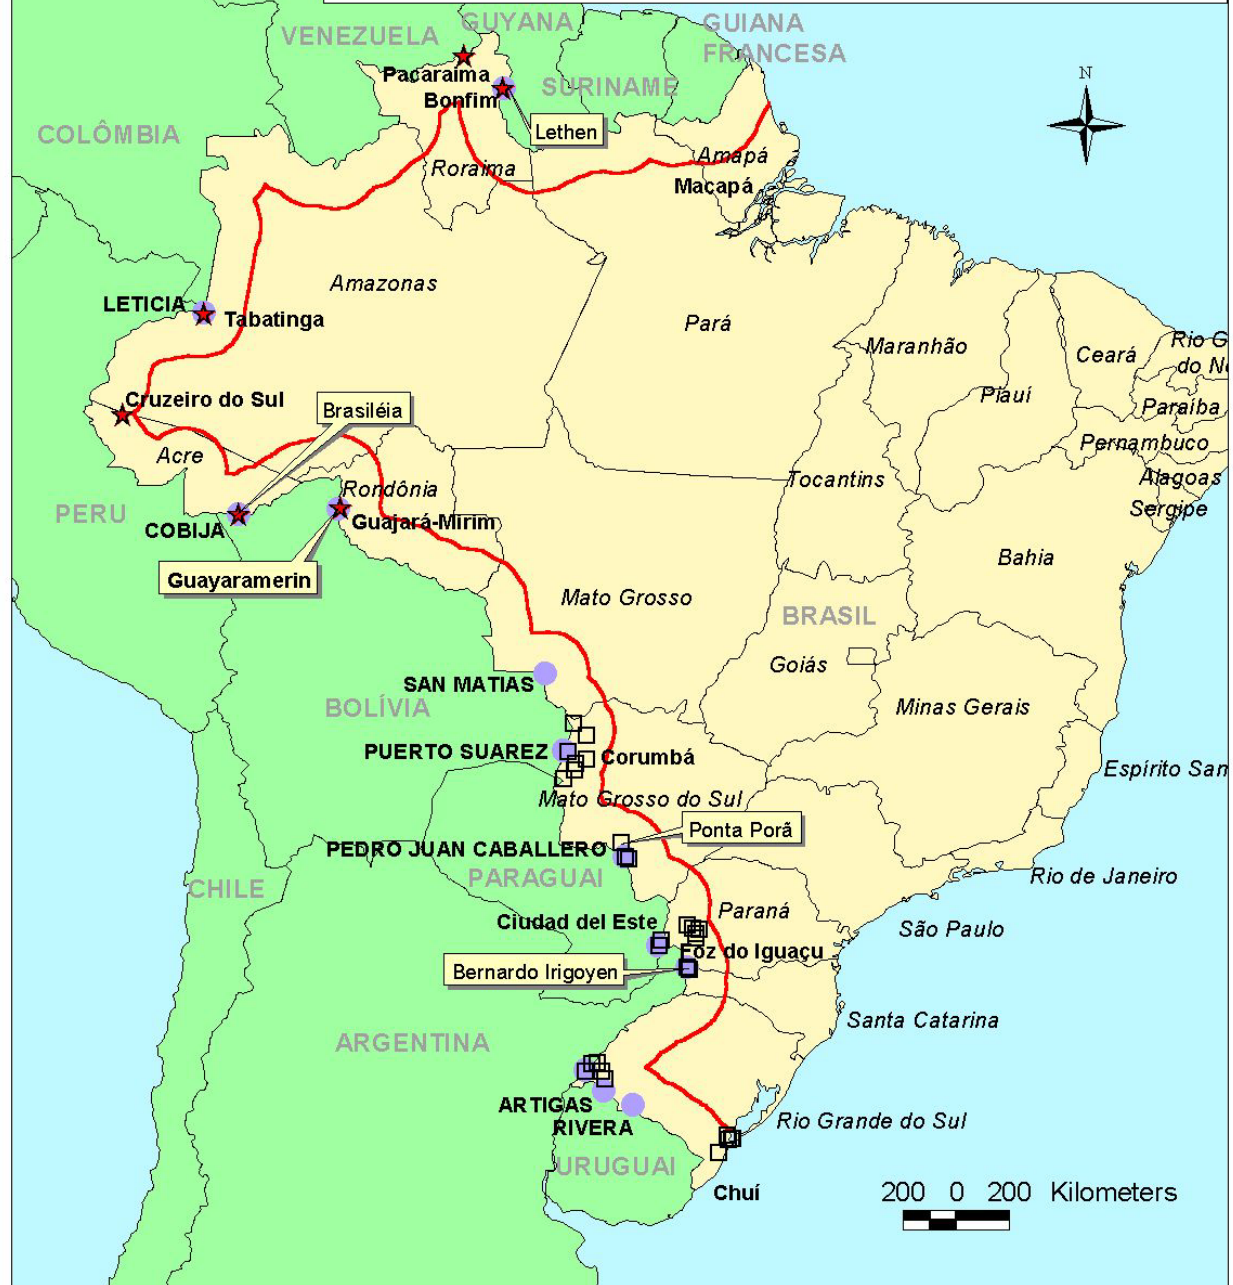 GUYANA
GUIANA
FRANCESA
VENEZUELA
Pacaraima
Bonfim
SURINAME
N
COLÔMBIA
Lethen
Roraima
Amapá
Macapá
Amazonas
LETICIA
Tabatinga
Pará
Maranhão
Ceará
Rio G
do No
Piauí
Paraíba
Cruzeiro do Sul
Brasiléia
Pernambuco
Acre
Tocantins
Alagoas
Sergipe
Rondônia
PERU
COBIJA
Guajará-Mirim
Guayaramerin
Bahia
Mato Grosso
BRASIL
Goiás
SAN MATIAS
BOLÍVIA
Minas Gerais
PUERTO SUAREZ
Corumbá
Espírito San
Mato Grosso do Sul
Ponta Porã
PEDRO JUAN CABALLERO
PARAGUAI
CHILE
Rio de Janeiro
Paraná
Ciudad del Este
São Paulo
Foz do Iguaçu
Bernardo Irigoyen
Santa Catarina
ARGENTINA
ARTIGAS
RIVERA
Rio Grande do Sul
URUGUAI
Chuí
200 0 200 Kilometers